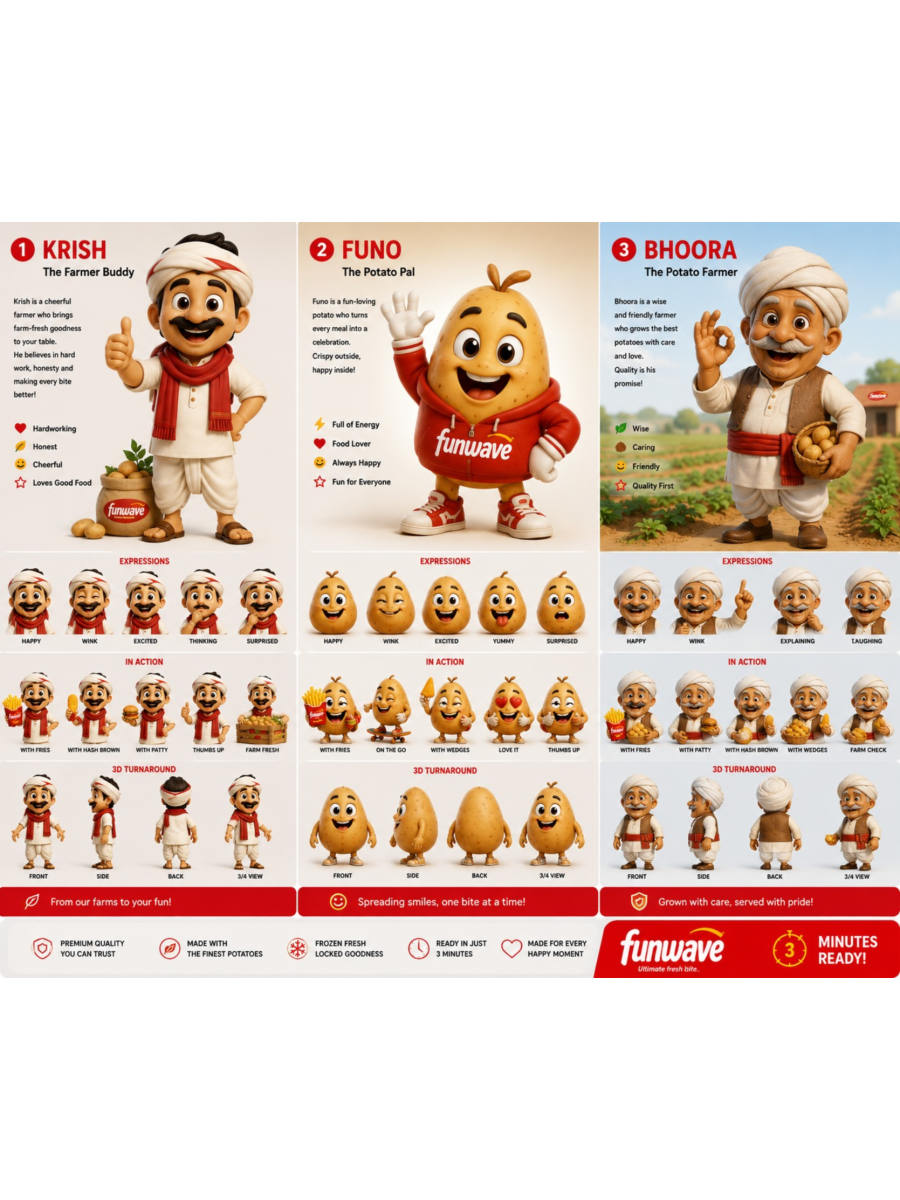 1 KRISH
The Farmer Buddy
Krish is a cheerful
farmer who brings
farm-fresh goodness
to your table.
He believes in hard
work, honesty and
making every bite
better!
Hardworking
Honest
Cheerful
Loves Good Food
funwave
EXPRESSIONS
HAPPY
WINK
EXCITED
THINKING
SURPRISED
IN ACTION
WITH FRIES
WITH HASH BROWN
WITH PATTY
THUMBS UP
FARM FRESH
3D TURNAROUND
FRONT
SIDE
BACK
3/4 VIEW
From our farms to your fun!
2 FUNO
The Potato Pal
Funo is a fun-loving
potato who turns
every meal into a
celebration.
Crispy outside,
happy inside!
Full of Energy
Food Lover
Always Happy
Fun for Everyone
funwave
EXPRESSIONS
HAPPY
WINK
EXCITED
YUMMY
SURPRISED
IN ACTION
WITH FRIES
ON THE GO
WITH WEDGES
LOVE IT
THUMBS UP
3D TURNAROUND
FRONT
SIDE
BACK
3/4 VIEW
Spreading smiles, one bite at a time!
3 BHOORA
The Potato Farmer
Bhoora is a wise
and friendly farmer
who grows the best
potatoes with care
and love.
Quality is his
promise!
Wise
Caring
Friendly
Quality First
funwave
EXPRESSIONS
HAPPY
WINK
EXPLAINING
LAUGHING
IN ACTION
WITH FRIES
WITH PATTY
WITH HASH BROWN
WITH WEDGES
FARM CHECK
3D TURNAROUND
FRONT
SIDE
BACK
3/4 VIEW
Grown with care, served with pride!
PREMIUM QUALITY
YOU CAN TRUST
MADE WITH
THE FINEST POTATOES
FROZEN FRESH
LOCKED GOODNESS
READY IN JUST
3 MINUTES
MADE FOR EVERY
HAPPY MOMENT
funwave
Ultimate fresh bite.
3
MINUTES
READY!